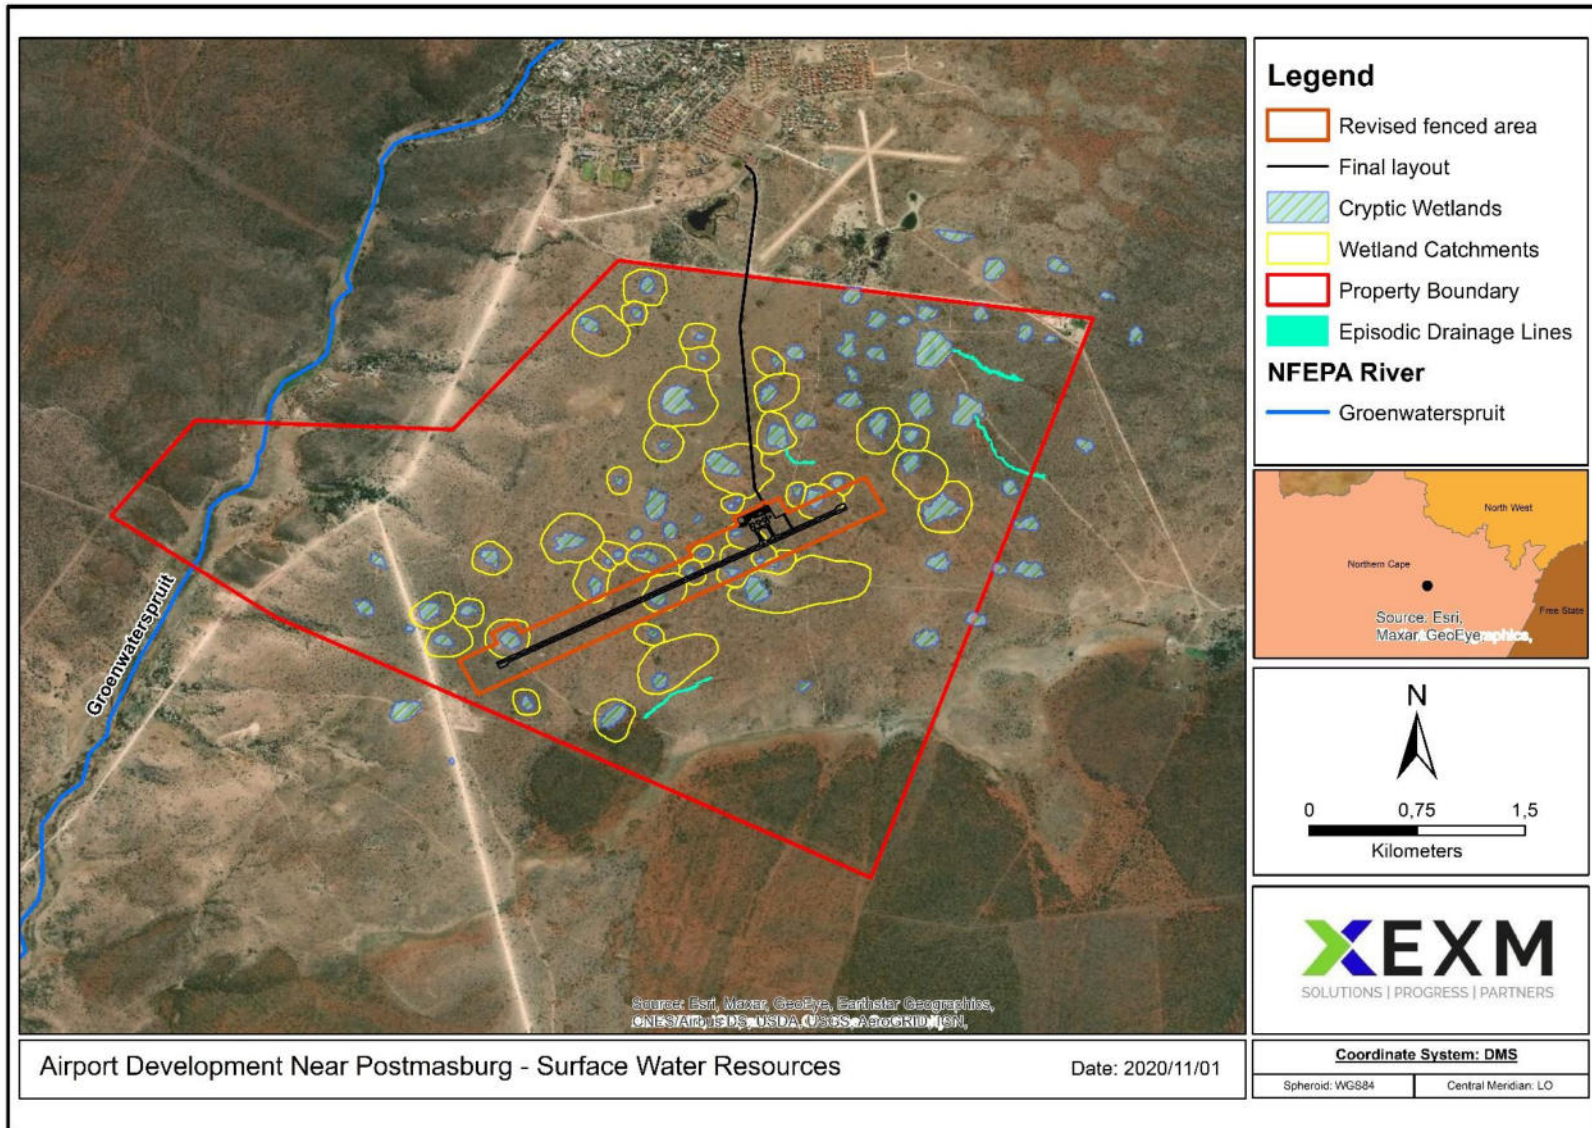 Legend
Revised fenced area
Final layout
Cryptic Wetlands
Wetland Catchments
Property Boundary
Episodic Drainage Lines
NFEPA River
Groenwaterspruit
Groenwaterspruit
North West
Northern Cape
Free State
Source: Esri,
Maxar, GeoEye,
N
0 0,75 1,5
Kilometers
EXM
SOLUTIONS | PROGRESS | PARTNERS
Source: Esri, Maxar, GeoEye, Earthstar Geographics,
CNES/Airbus DS, USDA, USGS, AeroGRID, IGN,
Airport Development Near Postmasburg - Surface Water Resources
Date: 2020/11/01
Coordinate System: DMS
Spheroid: WGS84
Central Meridian: LO